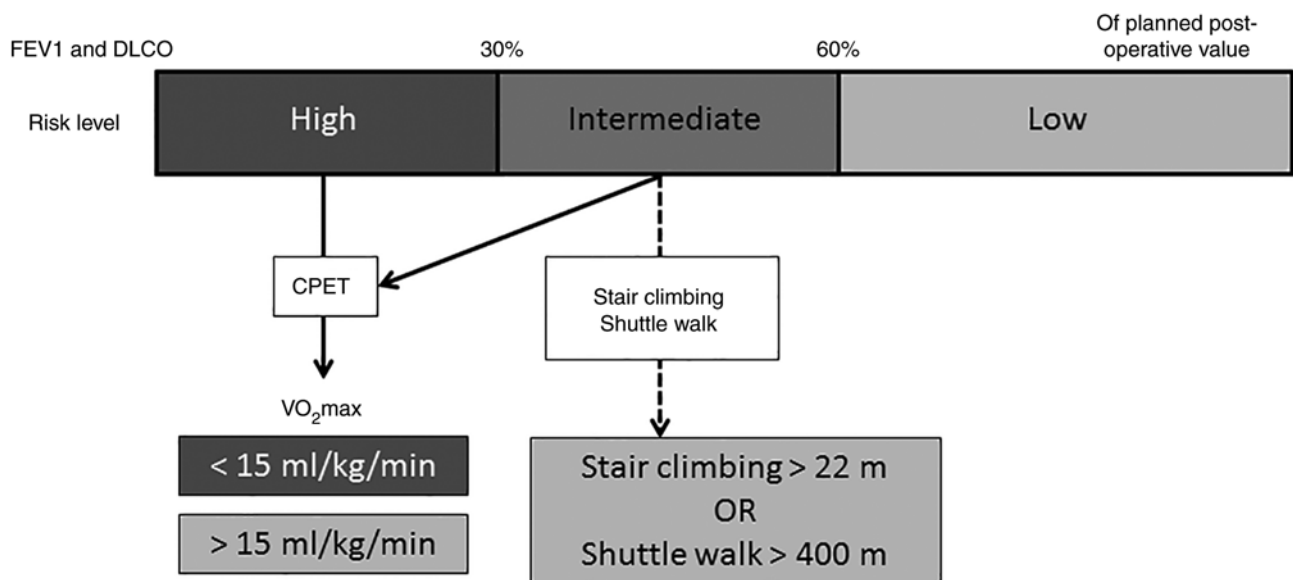 FEV1 and DLCO 30% 60% Of planned post-
operative value
Risk level High Intermediate Low
CPET
Stair climbing
Shuttle walk
VO2max
< 15 ml/kg/min
> 15 ml/kg/min
Stair climbing > 22 m
OR
Shuttle walk > 400 m